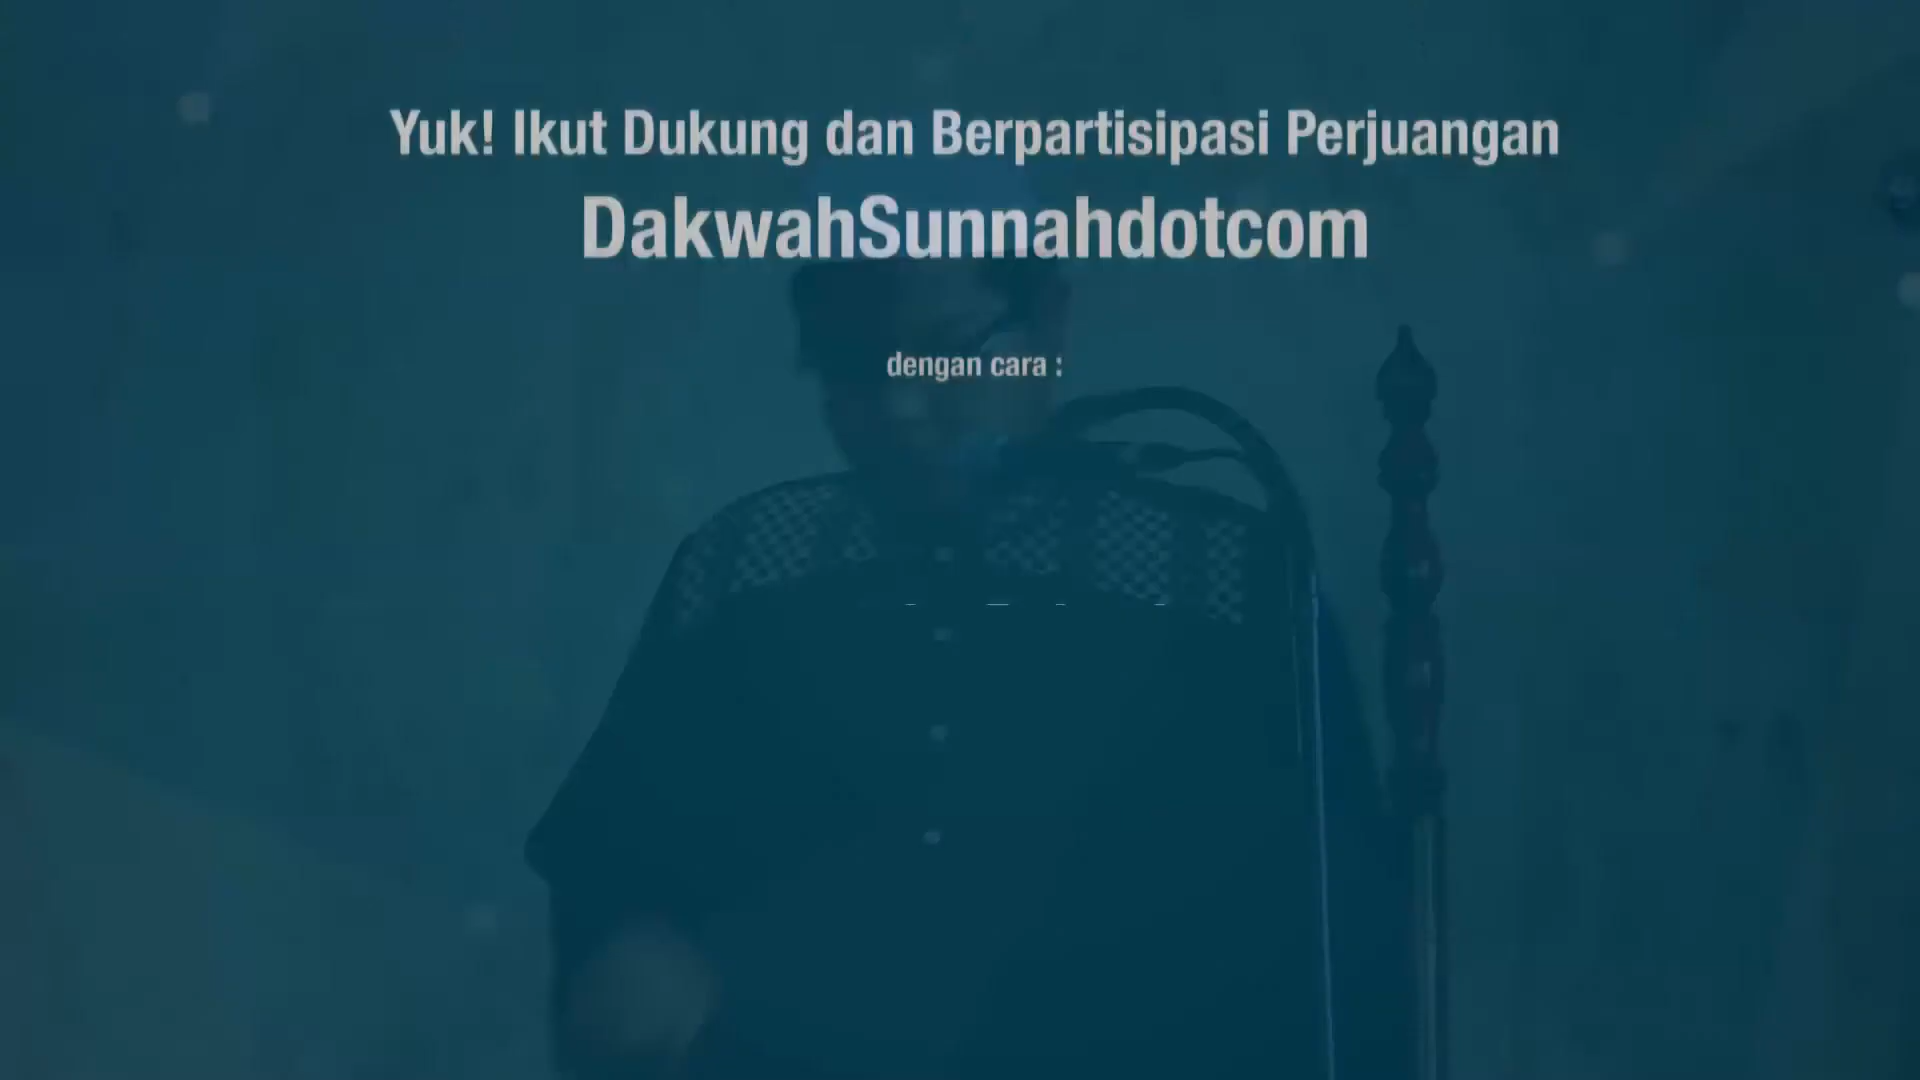 Yuk! Ikut Dukung dan Berpartisipasi Perjuangan
DakwahSunnahdotcom
dengan cara :